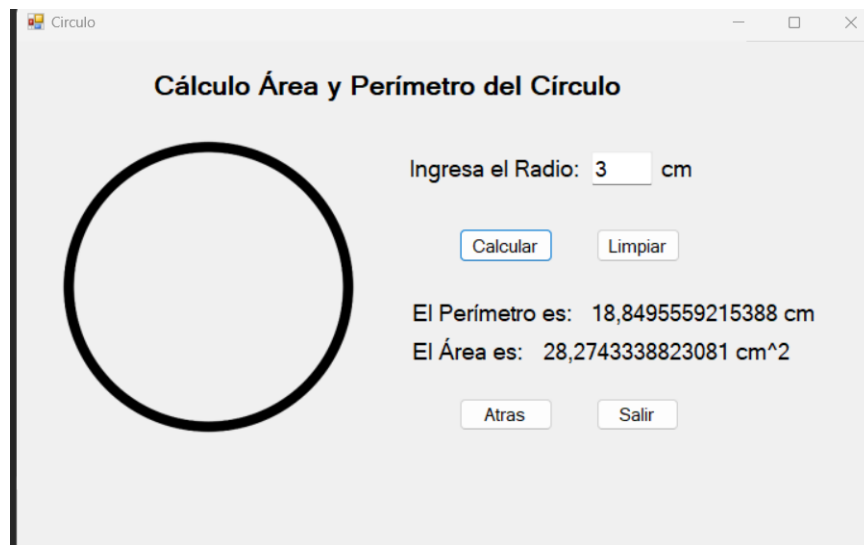 Circulo
Cálculo Área y Perímetro del Círculo
Ingresa el Radio: 3 cm
Calcular Limpiar
El Perímetro es: 18,8495559215388 cm
El Área es: 28,2743338823081 cm^2
Atras Salir